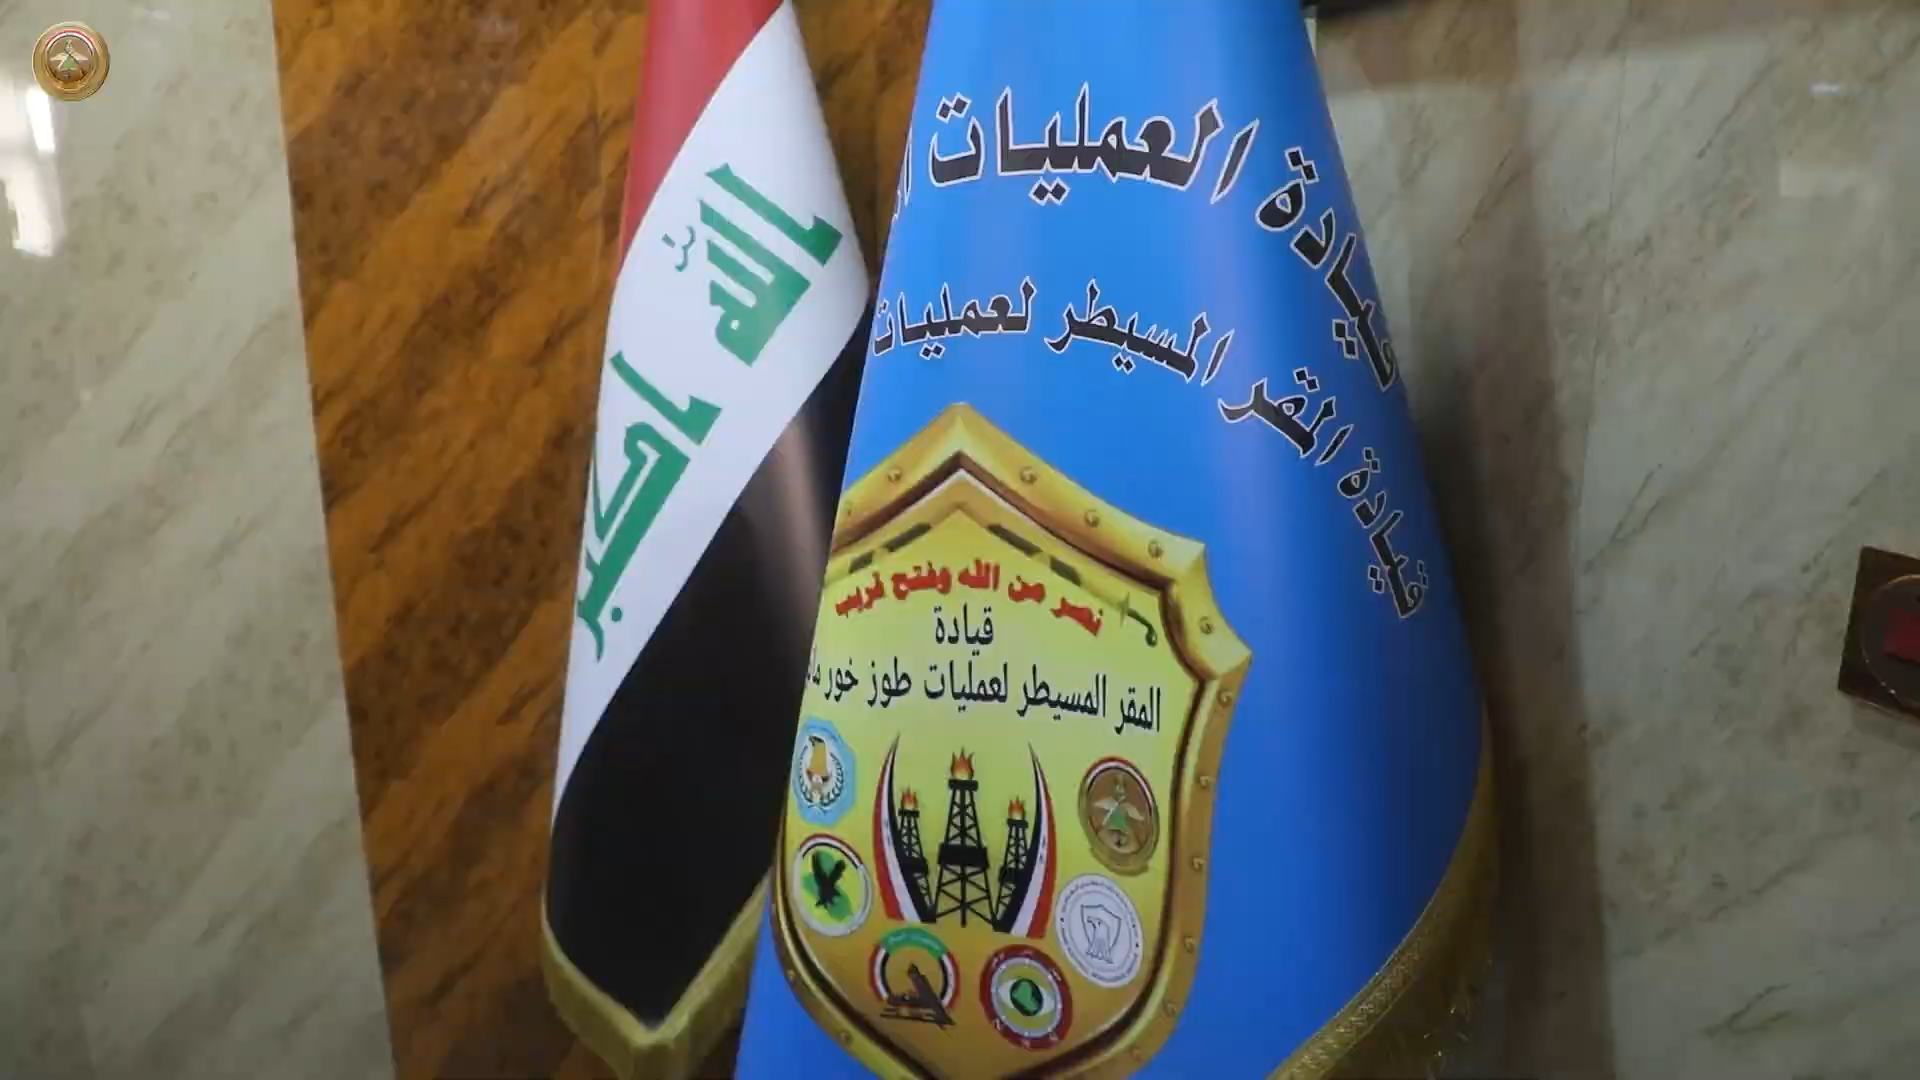 الله اكبر
قيادة العمليات
قيادة المقر المسيطر لعمليات
نصر من الله وفتح قريب
قيادة
المقر المسيطر لعمليات طوز خور